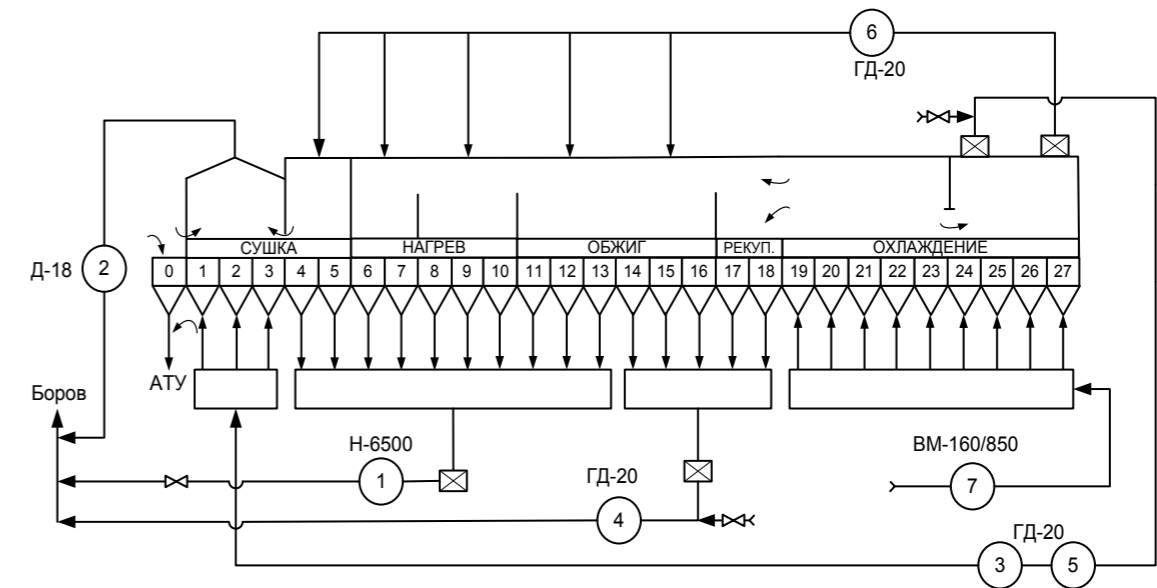 6
ГД-20
СУШКА НАГРЕВ ОБЖИГ РЕКУП. ОХЛАЖДЕНИЕ
0 1 2 3 4 5 6 7 8 9 10 11 12 13 14 15 16 17 18 19 20 21 22 23 24 25 26 27
Д-18 2
АТУ
Боров
Н-6500
1
ГД-20
4
ВМ-160/850
7
ГД-20
3 5